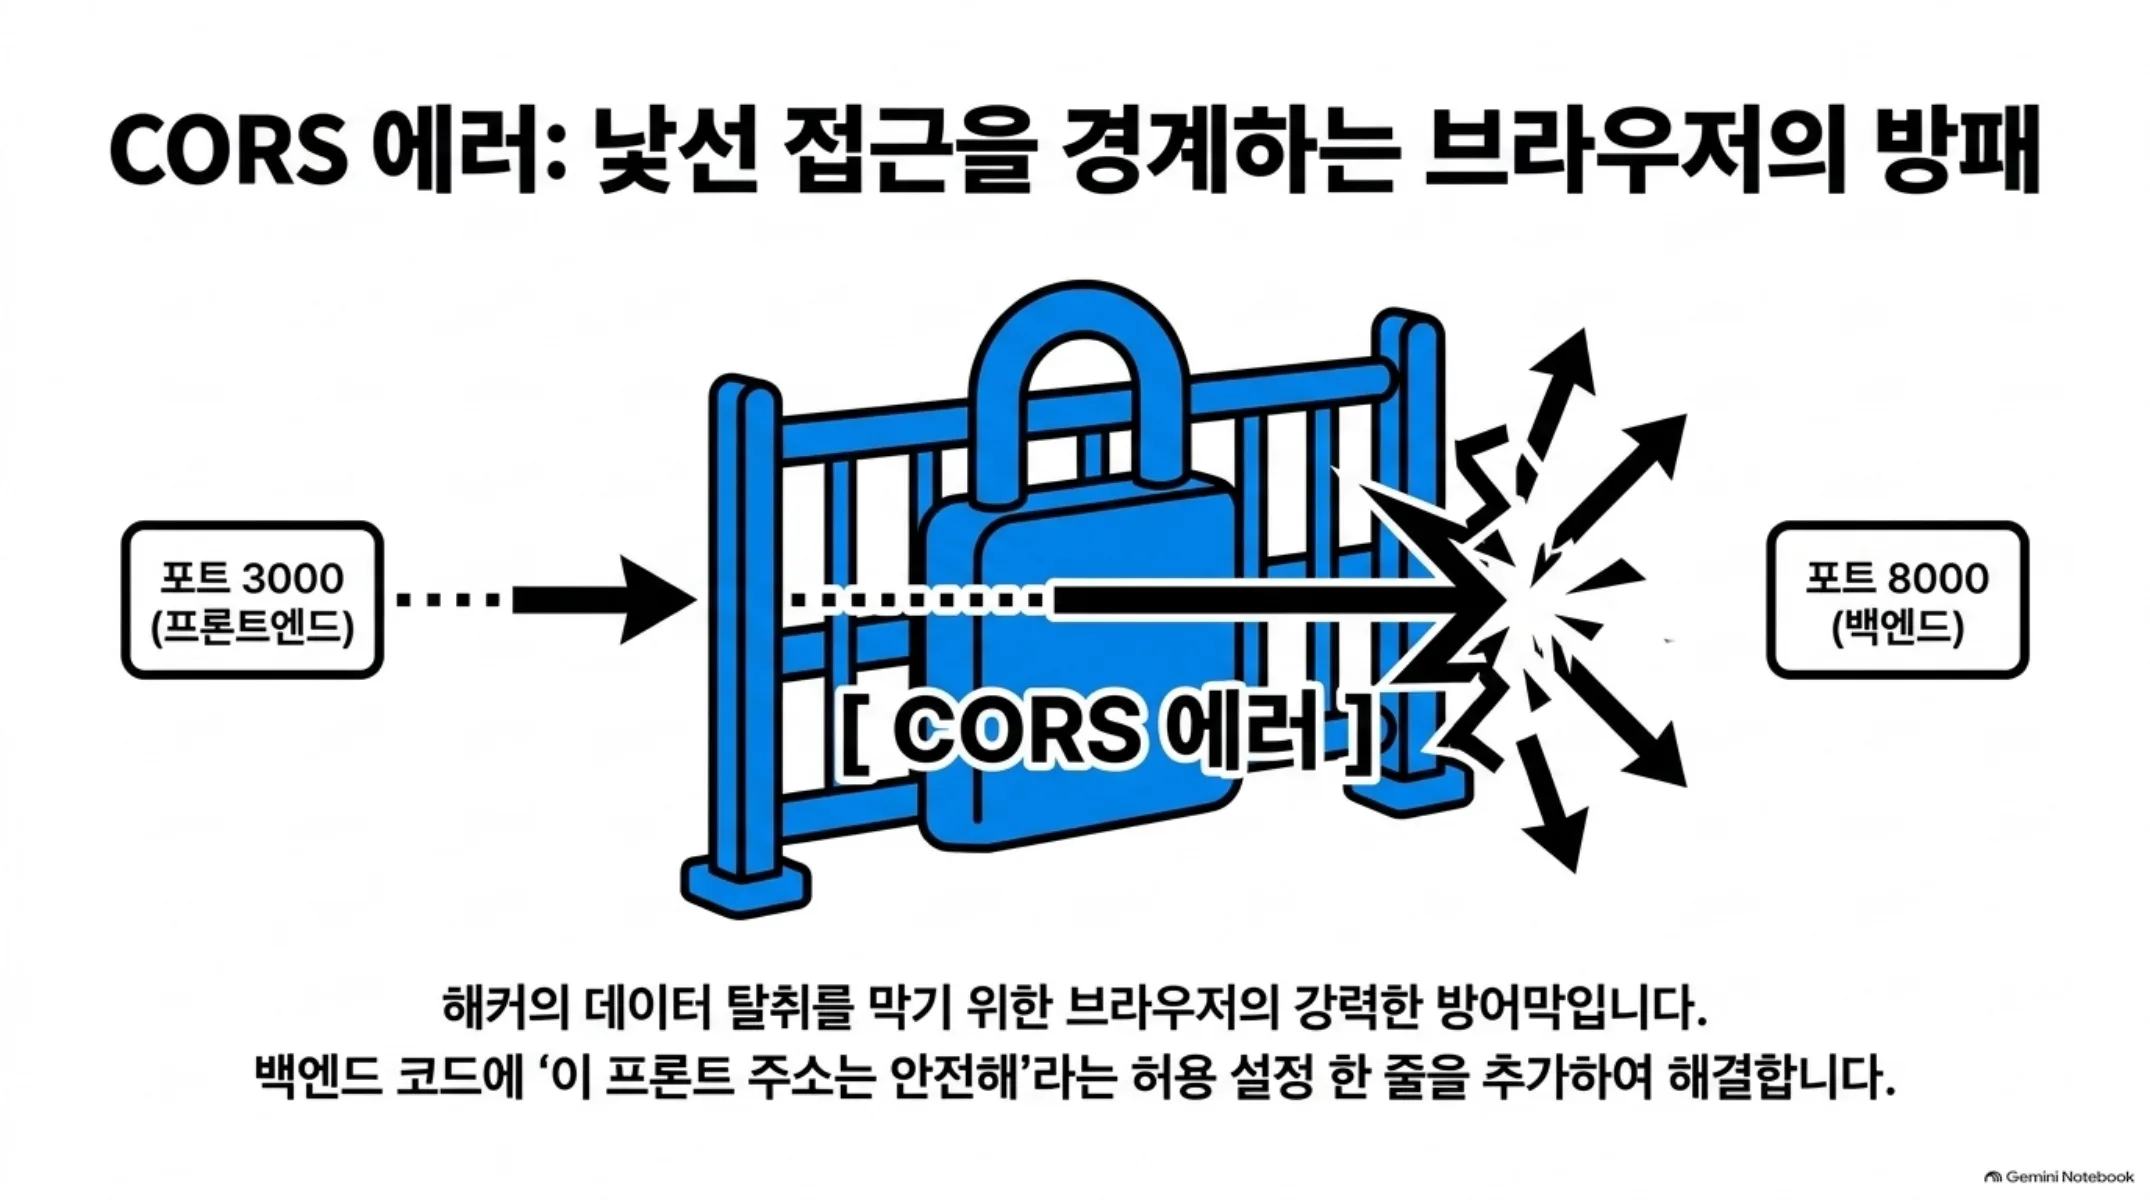 CORS 에러: 낯선 접근을 경계하는 브라우저의 방패
포트 3000
(프론트엔드)
[ CORS 에러 ]
포트 8000
(백엔드)
해커의 데이터 탈취를 막기 위한 브라우저의 강력한 방어막입니다.
백엔드 코드에 ‘이 프론트 주소는 안전해’라는 허용 설정 한 줄을 추가하여 해결합니다.
Gemini Notebook